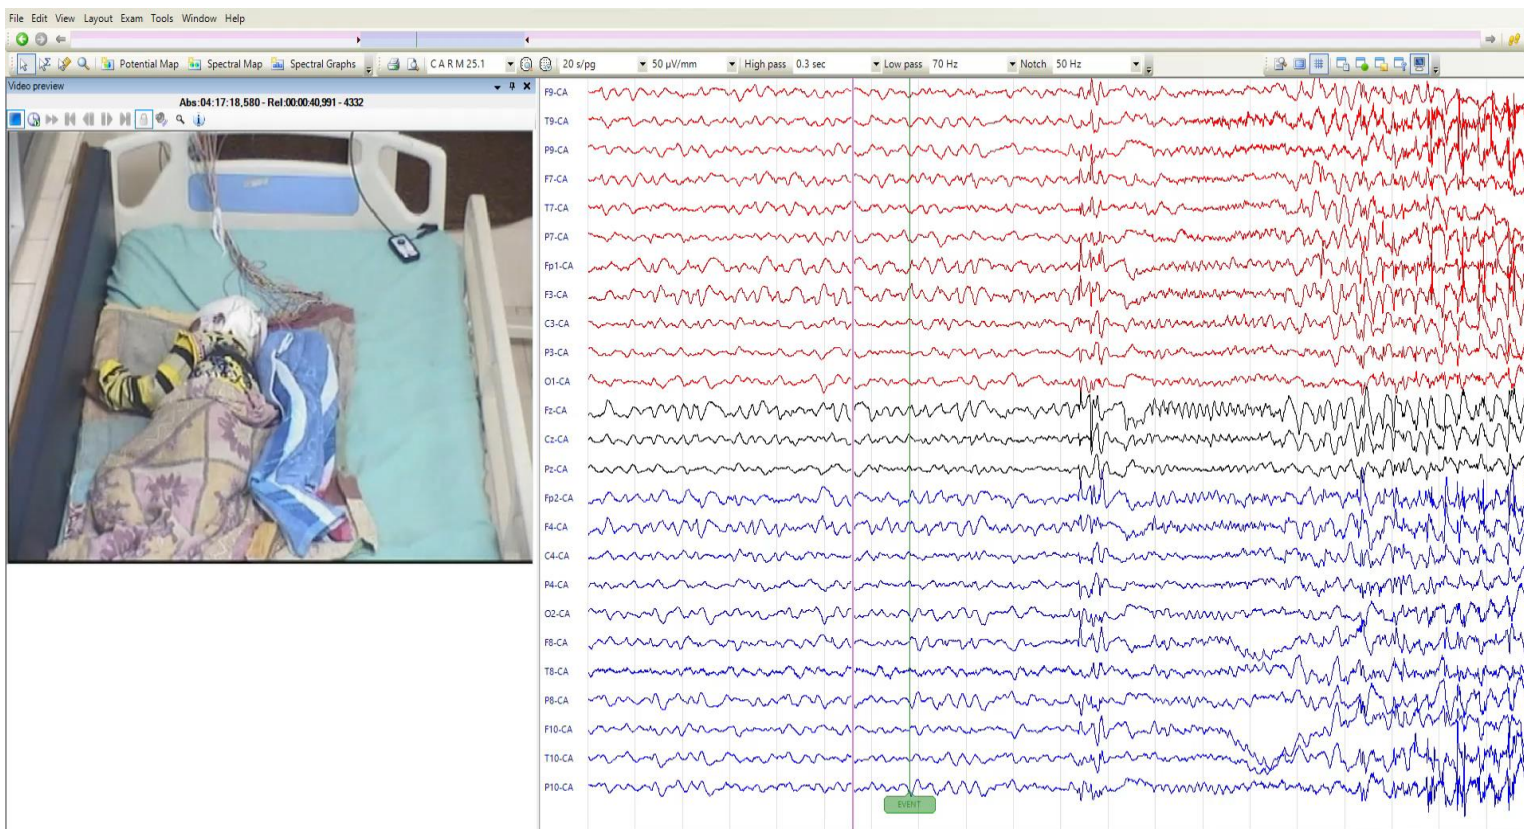 File Edit View Layout Exam Tools Window Help
Potential Map Spectral Map Spectral Graphs C A R M 25.1 20 s/pg 50 µV/mm High pass 0.3 sec Low pass 70 Hz Notch 50 Hz
Video preview
Abs:04:17:18,580 - Rel:00:00:40,991 - 4332
F9-CA
T9-CA
P9-CA
F7-CA
T7-CA
P7-CA
Fp1-CA
F3-CA
C3-CA
P3-CA
O1-CA
Fz-CA
Cz-CA
Pz-CA
Fp2-CA
F4-CA
C4-CA
P4-CA
O2-CA
F8-CA
T8-CA
P8-CA
F10-CA
T10-CA
P10-CA
EVENT